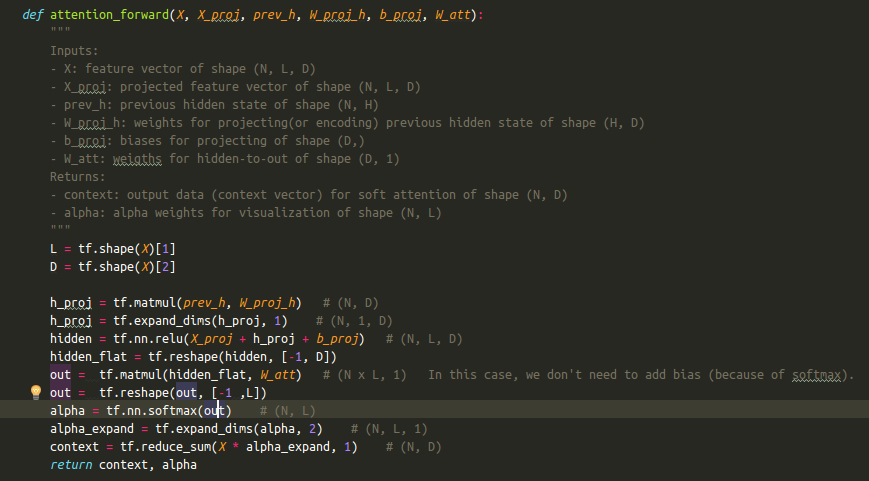 def attention_forward(X, X_proj, prev_h, W_proj_h, b_proj, W_att):
    """
    Inputs:
    - X: feature vector of shape (N, L, D)
    - X_proj: projected feature vector of shape (N, L, D)
    - prev_h: previous hidden state of shape (N, H)
    - W_proj_h: weights for projecting(or encoding) previous hidden state of shape (H, D)
    - b_proj: biases for projecting of shape (D,)
    - W_att: weigths for hidden-to-out of shape (D, 1)
    Returns:
    - context: output data (context vector) for soft attention of shape (N, D)
    - alpha: alpha weights for visualization of shape (N, L)
    """
    L = tf.shape(X)[1]
    D = tf.shape(X)[2]

    h_proj = tf.matmul(prev_h, W_proj_h)   # (N, D)
    h_proj = tf.expand_dims(h_proj, 1)    # (N, 1, D)
    hidden = tf.nn.relu(X_proj + h_proj + b_proj)   # (N, L, D)
    hidden_flat = tf.reshape(hidden, [-1, D])
    out =  tf.matmul(hidden_flat, W_att)   # (N x L, 1)   In this case, we don't need to add bias (because of softmax).
    out =  tf.reshape(out, [-1 ,L])
    alpha = tf.nn.softmax(out)    # (N, L)
    alpha_expand = tf.expand_dims(alpha, 2)    # (N, L, 1)
    context = tf.reduce_sum(X * alpha_expand, 1)    # (N, D)
    return context, alpha